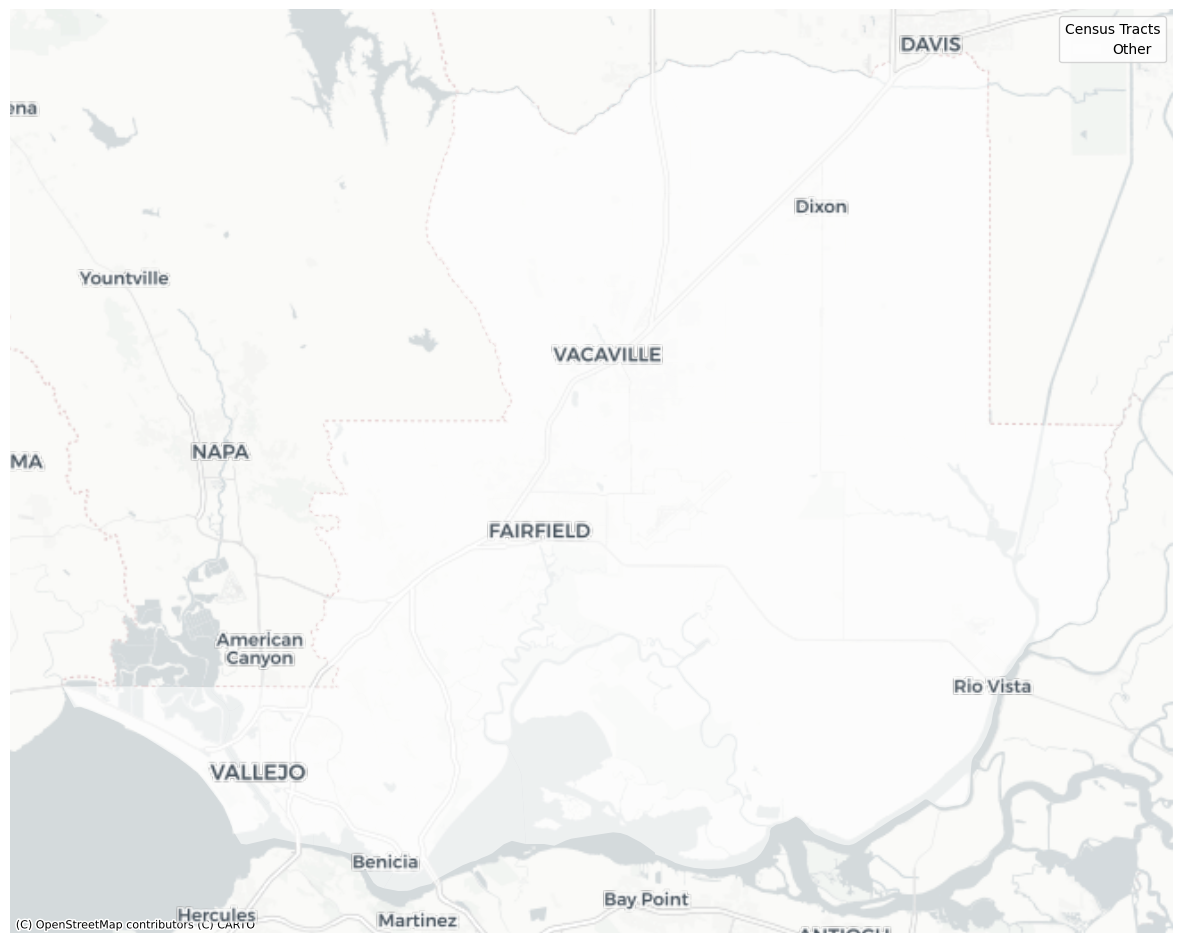 Census Tracts
Other
DAVIS
ena
Dixon
Yountville
VACAVILLE
NAPA
MA
FAIRFIELD
American
Canyon
Rio Vista
VALLEJO
Benicia
Bay Point
Hercules
Martinez
(C) OpenStreetMap contributors (C) CARTO
ANTIOCH